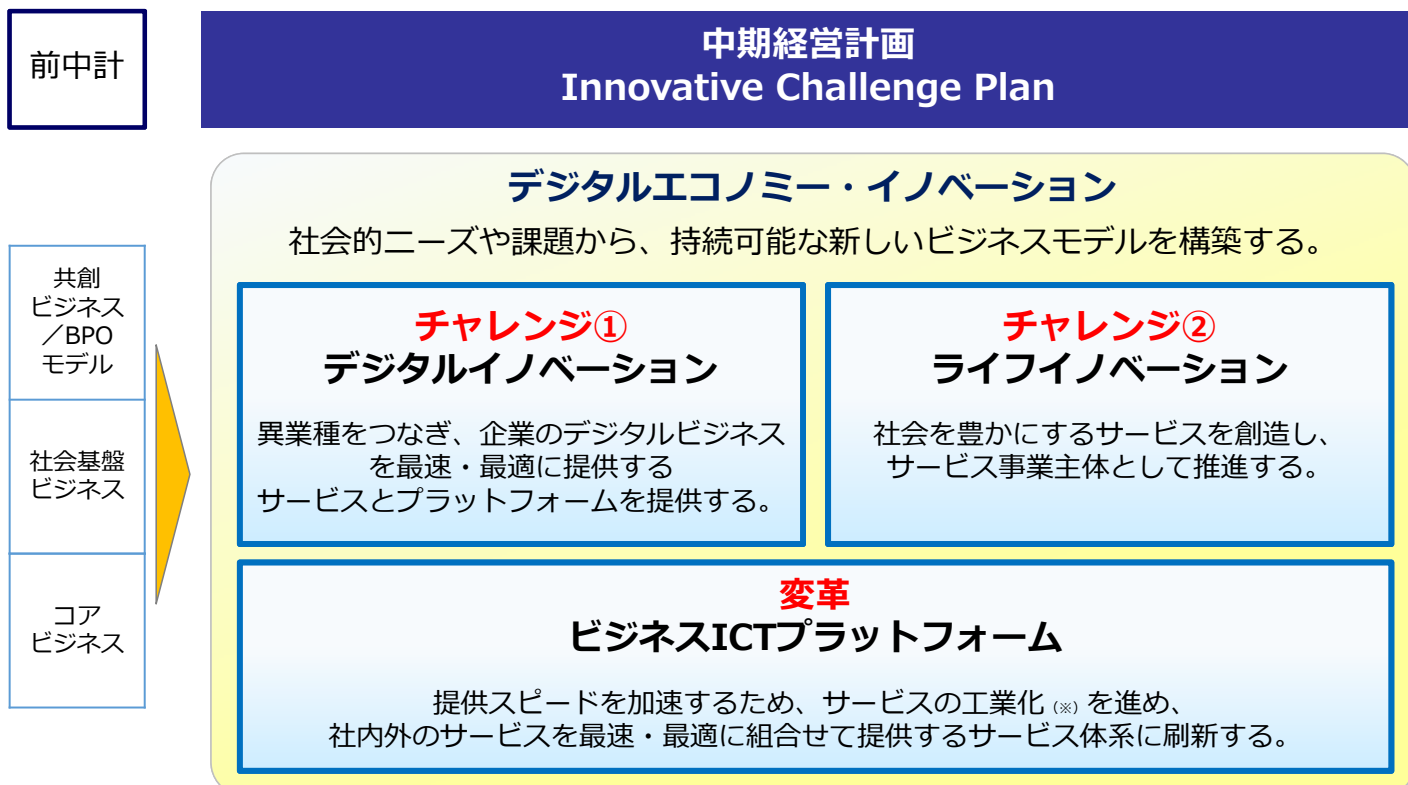 前中計
中期経営計画
Innovative Challenge Plan
共創
ビジネス
／BPO
モデル
社会基盤
ビジネス
コア
ビジネス
デジタルエコノミー・イノベーション
社会的ニーズや課題から、持続可能な新しいビジネスモデルを構築する。
チャレンジ①
デジタルイノベーション
異業種をつなぎ、企業のデジタルビジネス
を最速・最適に提供する
サービスとプラットフォームを提供する。
チャレンジ②
ライフイノベーション
社会を豊かにするサービスを創造し、
サービス事業主体として推進する。
変革
ビジネスICTプラットフォーム
提供スピードを加速するため、サービスの工業化 (※) を進め、
社内外のサービスを最速・最適に組合せて提供するサービス体系に刷新する。